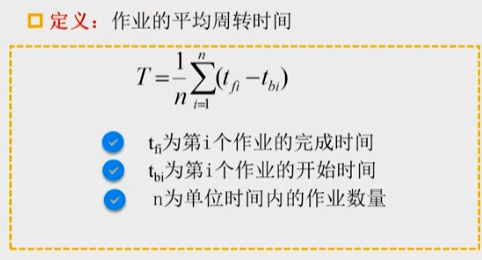 定义：作业的平均周转时间
T=\frac{1}{n}\sum_{i=1}^{n}(t_{fi}-t_{bi})
t_{fi}为第i个作业的完成时间
t_{bi}为第i个作业的开始时间
n为单位时间内的作业数量